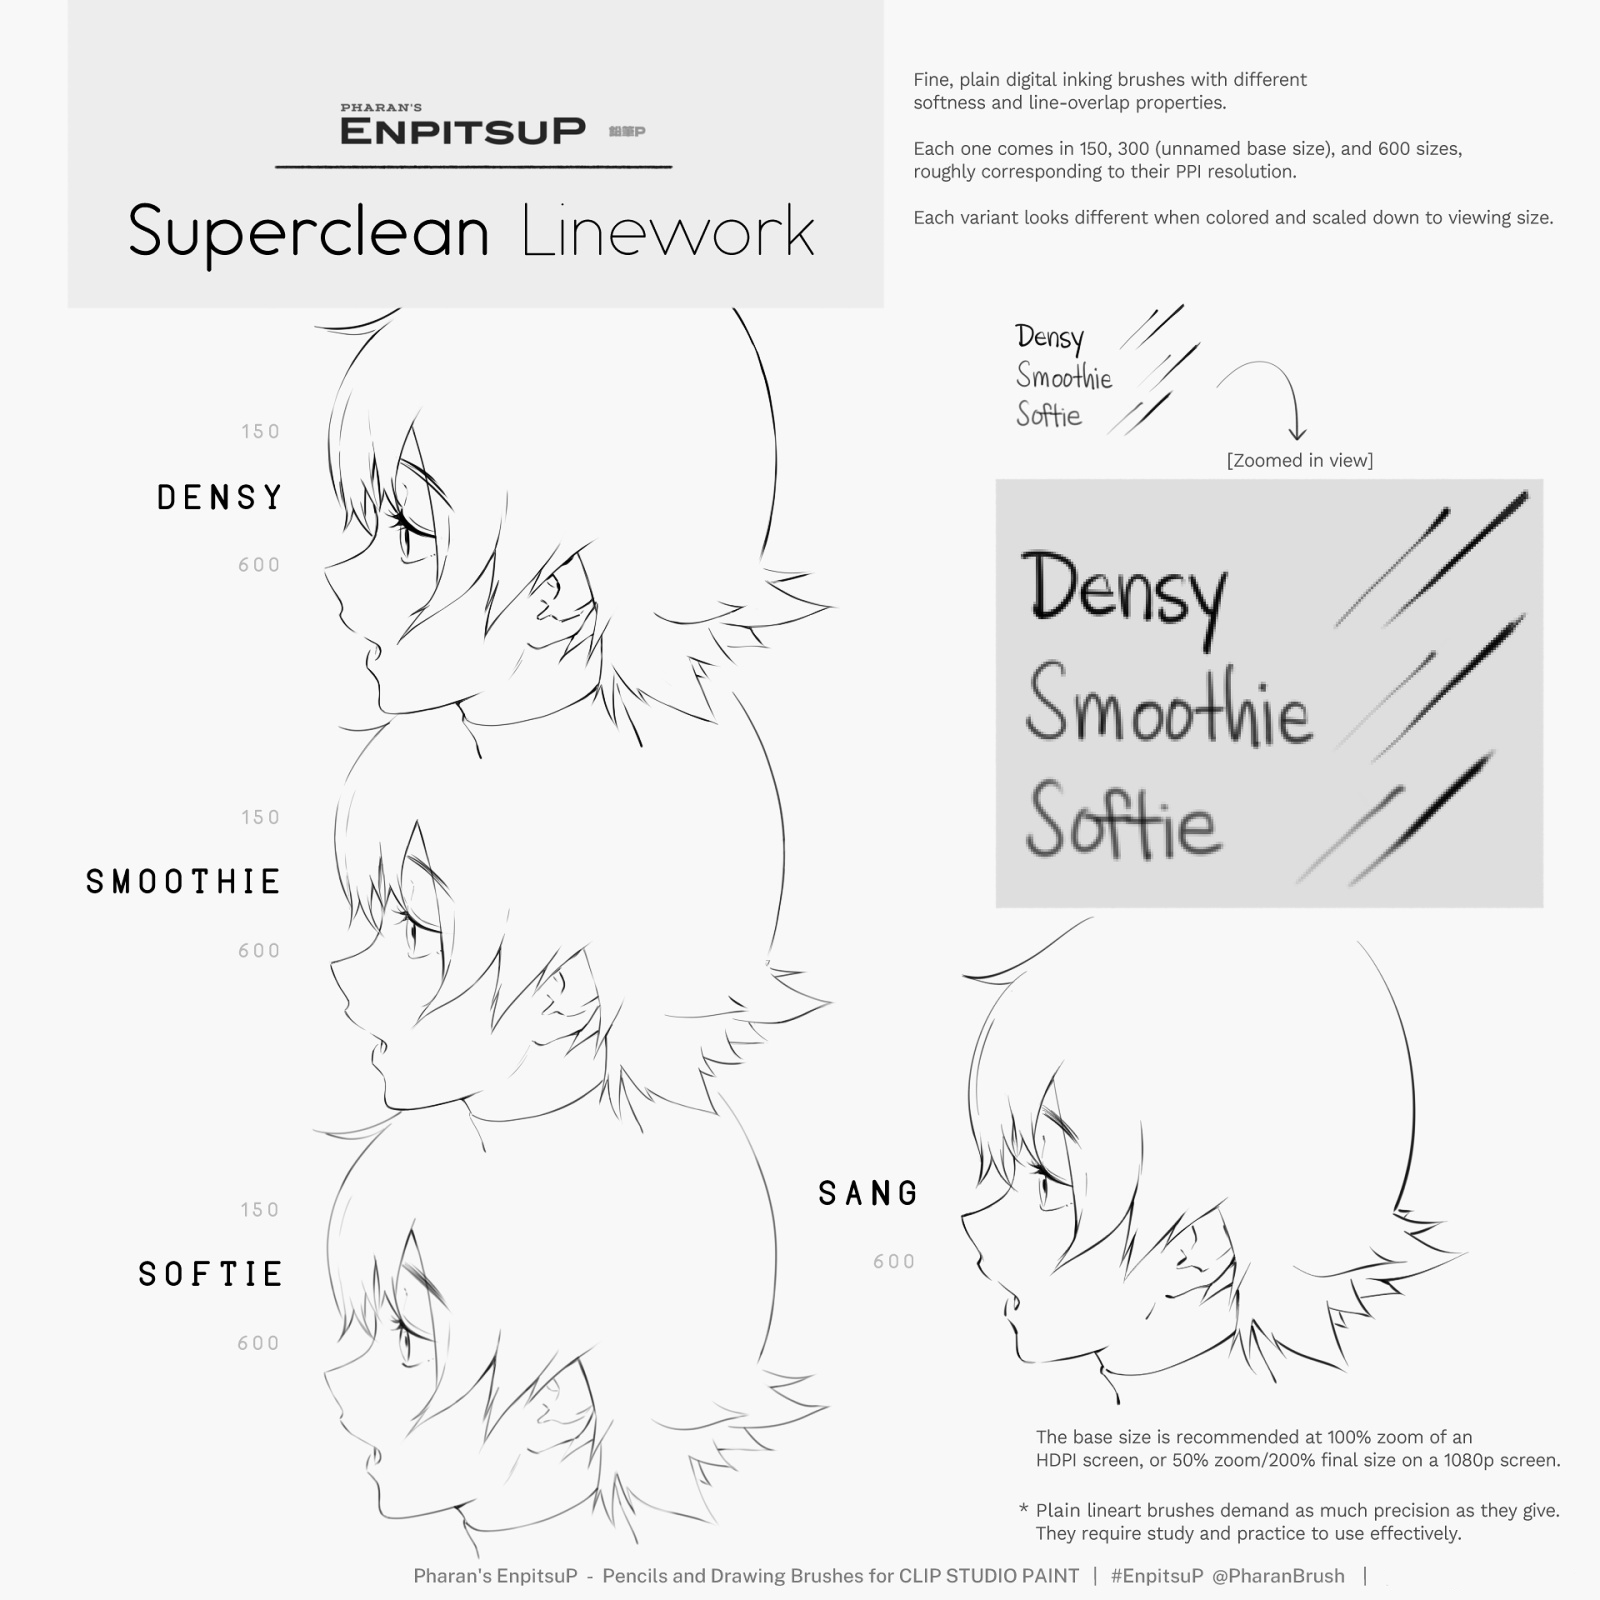 PHARAN'S
ENPITSUP 鉛筆P
Superclean Linework
Fine, plain digital inking brushes with different
softness and line-overlap properties.
Each one comes in 150, 300 (unnamed base size), and 600 sizes,
roughly corresponding to their PPI resolution.
Each variant looks different when colored and scaled down to viewing size.
Densy
Smoothie
Softie
[Zoomed in view]
Densy
Smoothie
Softie
150
DENSY
600
150
SMOOTHIE
600
150
SOFTIE
600
SANG
600
The base size is recommended at 100% zoom of an
HDPI screen, or 50% zoom/200% final size on a 1080p screen.
* Plain lineart brushes demand as much precision as they give.
They require study and practice to use effectively.
Pharan's EnpitsuP - Pencils and Drawing Brushes for CLIP STUDIO PAINT | #EnpitsuP @PharanBrush |